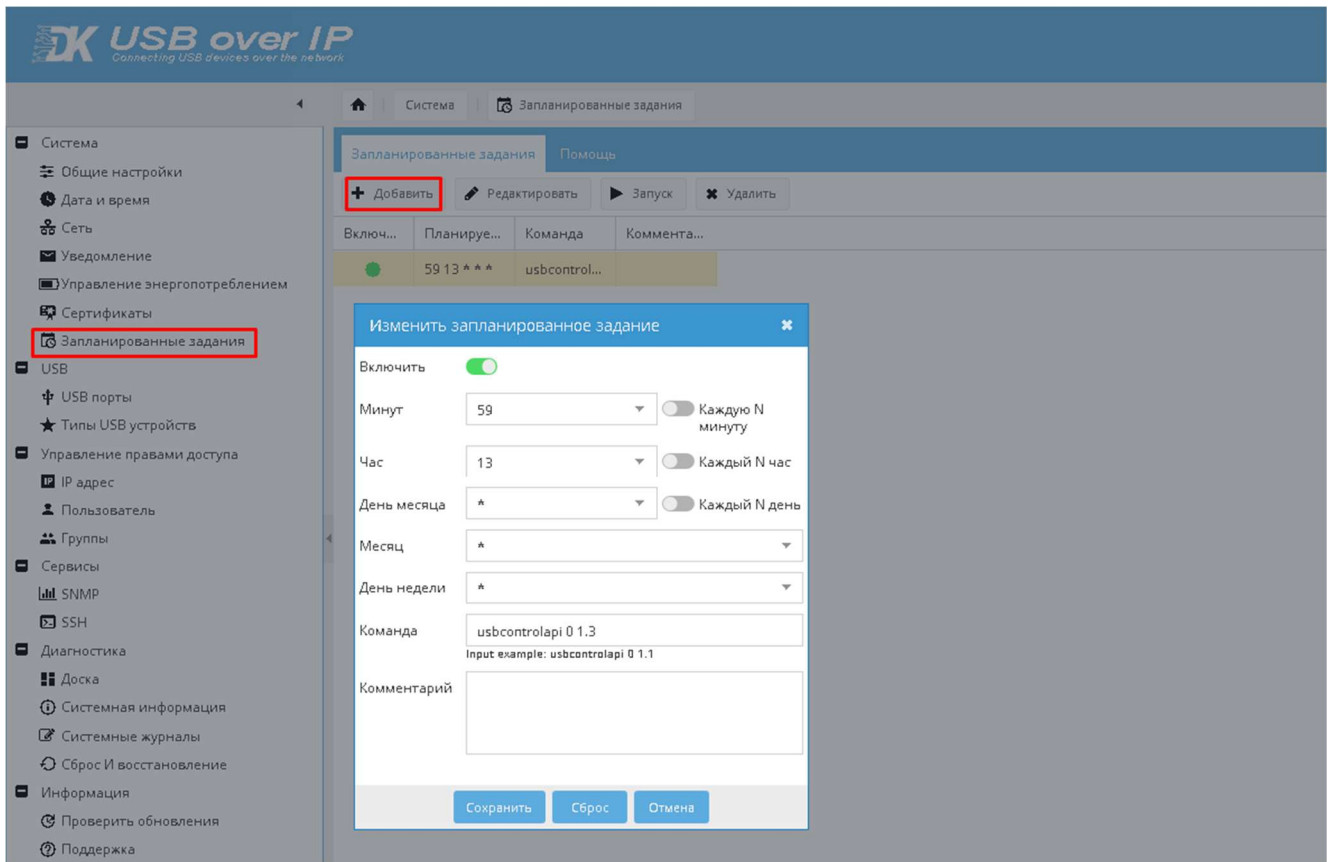 DK USB over IP
Connecting USB devices over the network
Система
Запланированные задания
Система
Общие настройки
Дата и время
Сеть
Уведомление
Управление энергопотреблением
Сертификаты
Запланированные задания
USB
USB порты
Типы USB устройств
Управление правами доступа
IP адрес
Пользователь
Группы
Сервисы
SNMP
SSH
Диагностика
Доска
Системная информация
Системные журналы
Сброс И восстановление
Информация
Проверить обновления
Поддержка
Запланированные задания
Помощь
Добавить
Редактировать
Запуск
Удалить
Включ...
Планируе...
Команда
Коммента...
59 13 * * *
usbcontrol...
Изменить запланированное задание
Включить
Минут
59
Каждую N
минуту
Час
13
Каждый N час
День месяца
*
Каждый N день
Месяц
*
День недели
*
Команда
usbcontrolapi 0 1.3
Input example: usbcontrolapi 0 1.1
Комментарий
Сохранить
Сброс
Отмена